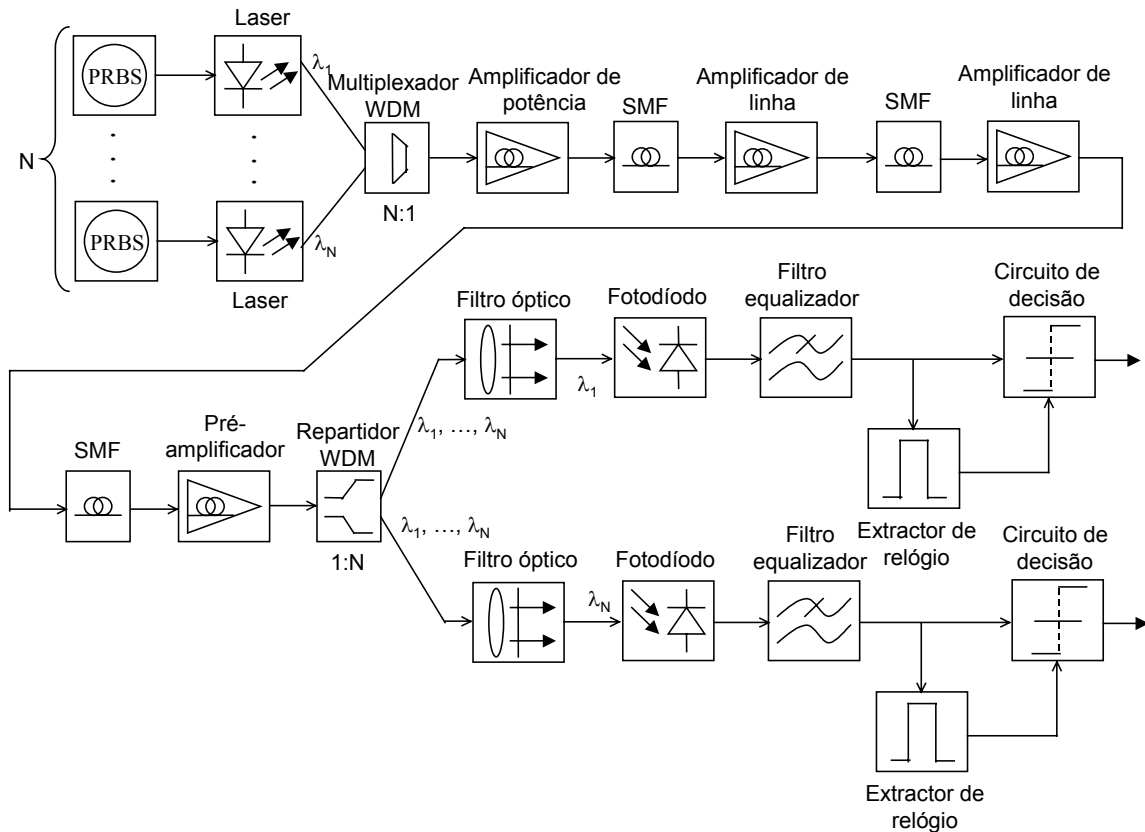 Laser
PRBS
λ1
Multiplexador
WDM
Amplificador de
potência
SMF
Amplificador de
linha
SMF
Amplificador de
linha
N
N:1
PRBS
λN
Laser
Filtro óptico
Fotodíodo
Filtro
equalizador
Circuito de
decisão
λ1
λ1, …, λN
SMF
Pré-
amplificador
Repartidor
WDM
1:N
λ1, …, λN
Extractor de
relógio
Filtro óptico
λN
Fotodíodo
Filtro
equalizador
Circuito de
decisão
Extractor de
relógio